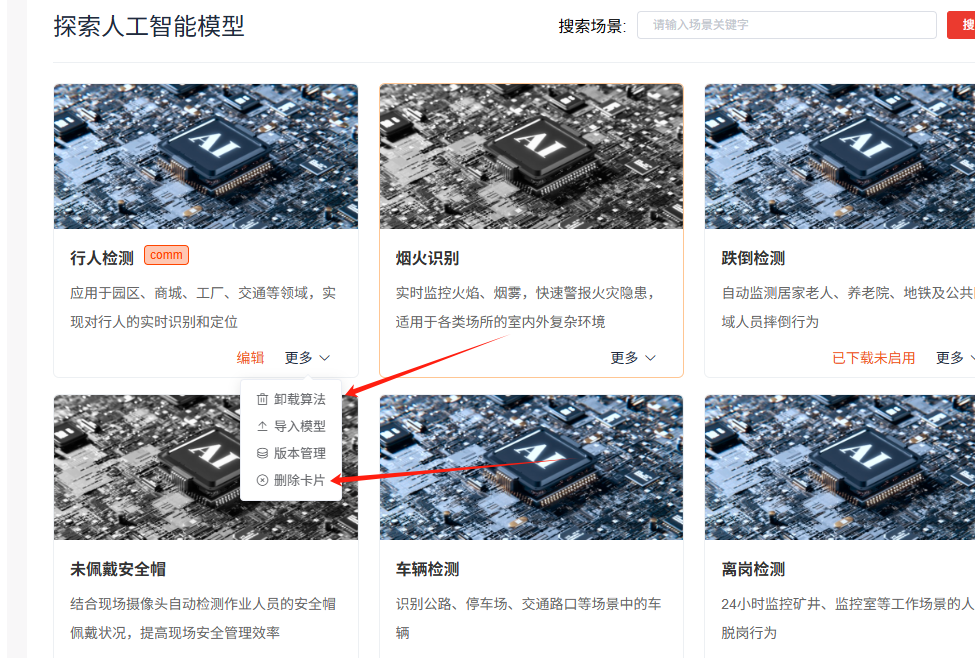 探索人工智能模型
搜索场景:
请输入场景关键字
搜
AI
AI
AI
行人检测
comm
应用于园区、商城、工厂、交通等领域，实
现对行人的实时识别和定位
编辑
更多
烟火识别
实时监控火焰、烟雾，快速警报火灾隐患，
适用于各类场所的室内外复杂环境
更多
跌倒检测
自动监测居家老人、养老院、地铁及公共
域人员摔倒行为
已下载未启用
更多
卸载算法
导入模型
版本管理
删除卡片
AI
AI
AI
未佩戴安全帽
结合现场摄像头自动检测作业人员的安全帽
佩戴状况，提高现场安全管理效率
车辆检测
识别公路、停车场、交通路口等场景中的车
辆
离岗检测
24小时监控矿井、监控室等工作场景的人
脱岗行为